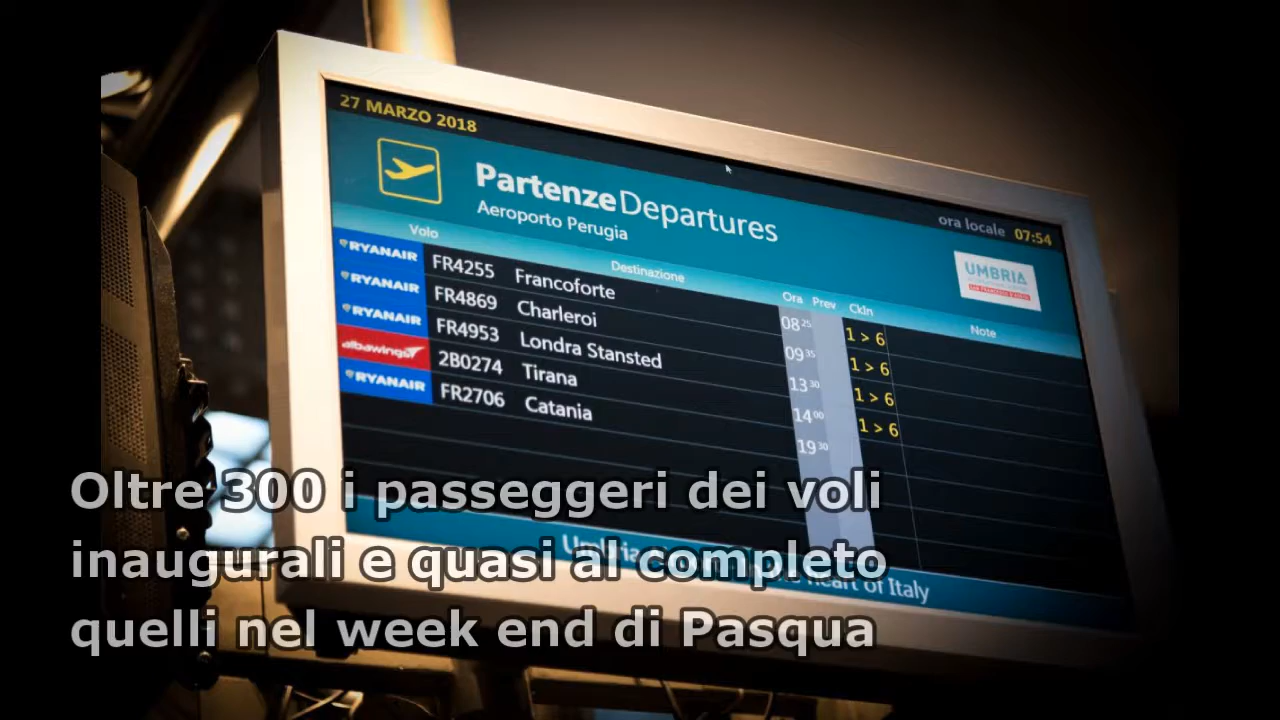 27 MARZO 2018
ora locale 07:54
Partenze Departures
Aeroporto Perugia
UMBRIA
Volo Destinazione Ora Prev CkIn Note
RYANAIR FR4255 Francoforte 08 25 1 > 6
RYANAIR FR4869 Charleroi 09 35 1 > 6
RYANAIR FR4953 Londra Stansted 13 30 1 > 6
albawings 2B0274 Tirana 14 00 1 > 6
RYANAIR FR2706 Catania 19 30
Umbria heart of Italy
Oltre 300 i passeggeri dei voli
inaugurali e quasi al completo
quelli nel week end di Pasqua